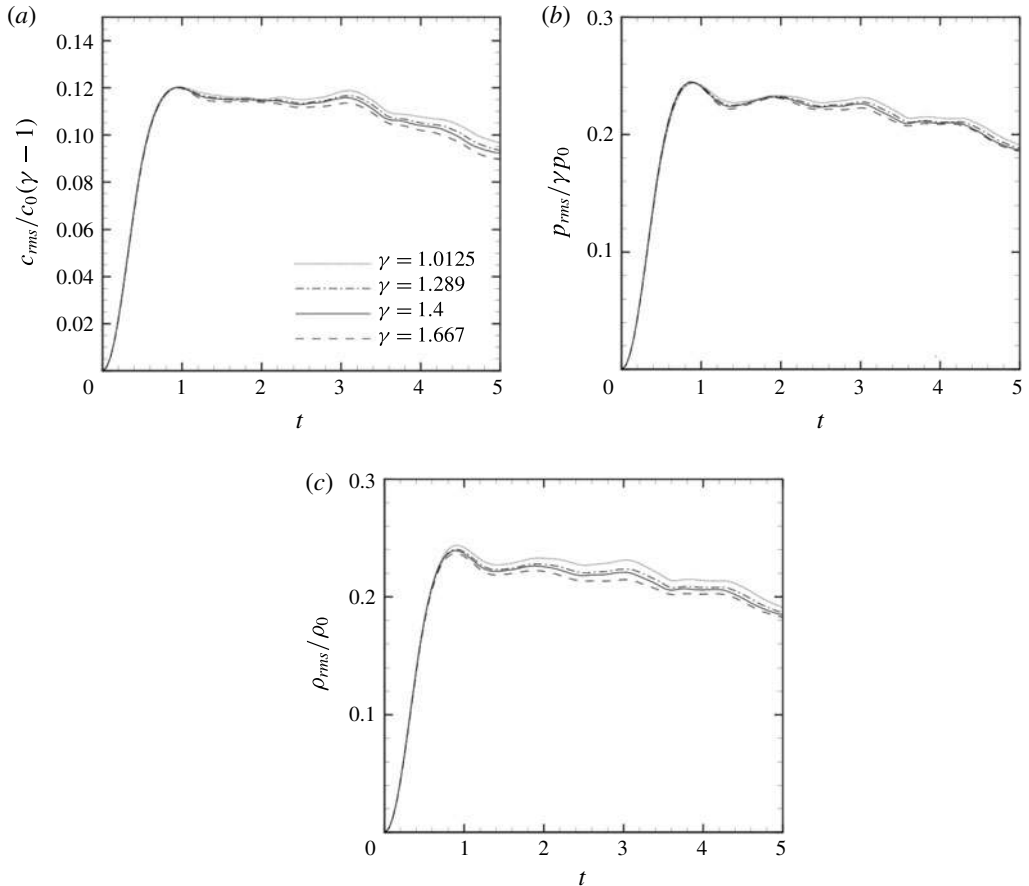 (a)
0.14
0.12
0.10
0.08
0.06
0.04
0.02
0 1 2 3 4 5
c_rms/c_0(γ − 1)
t
γ = 1.0125
γ = 1.289
γ = 1.4
γ = 1.667
(b)
0.3
0.2
0.1
0 1 2 3 4 5
p_rms/γp_0
t
(c)
0.3
0.2
0.1
0 1 2 3 4 5
ρ_rms/ρ_0
t